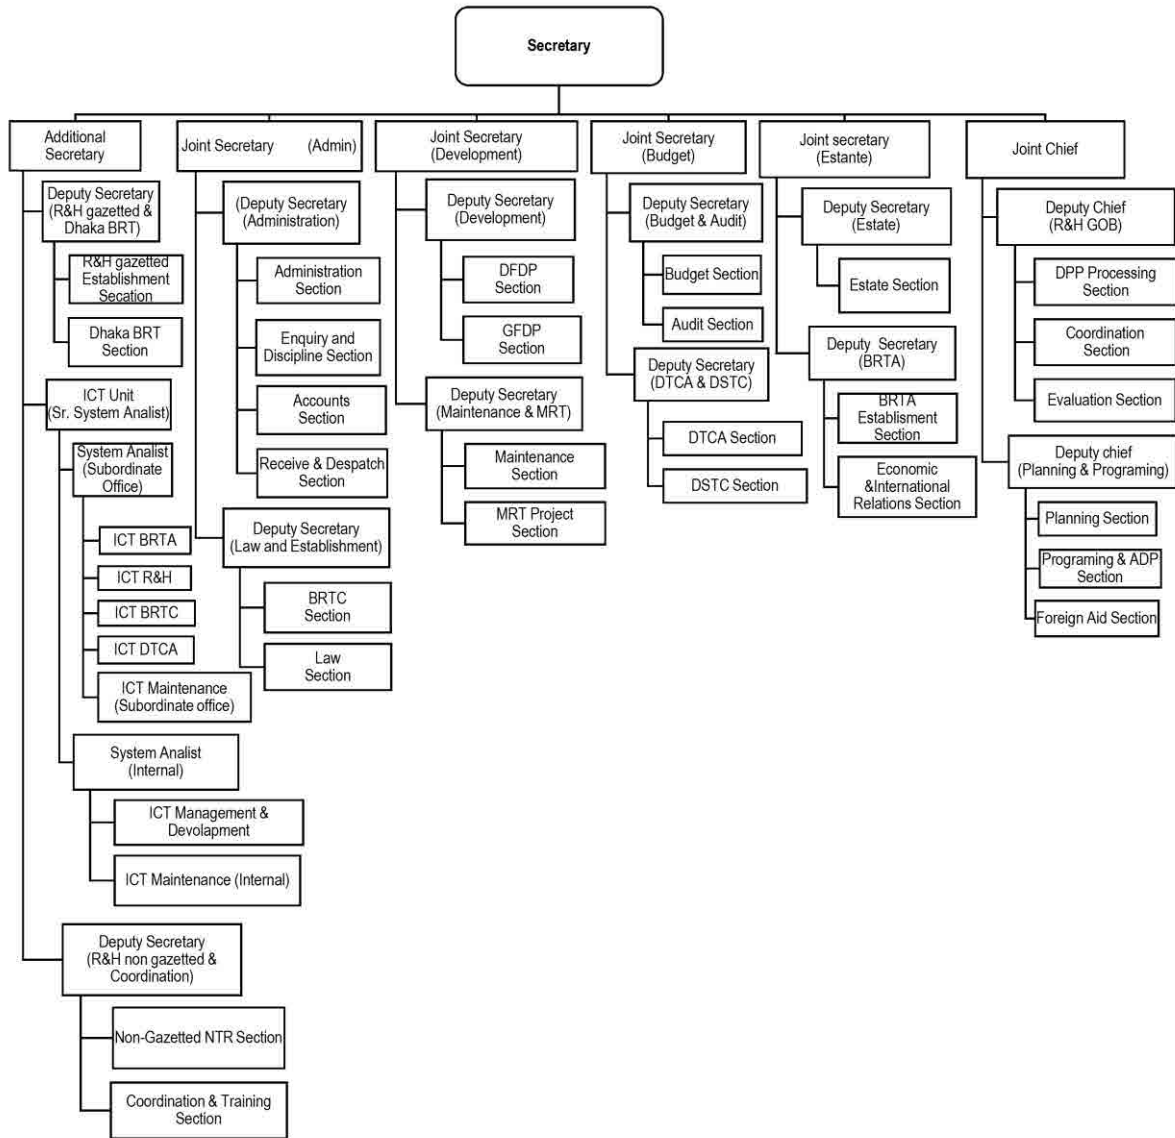 Secretary
Additional
Secretary
Deputy Secretary
(R&H gazetted &
Dhaka BRT)
R&H gazetted
Establishment
Secation
Dhaka BRT
Section
ICT Unit
(Sr. System Analist)
System Analist
(Subordinate
Office)
ICT BRTA
ICT R&H
ICT BRTC
ICT DTCA
ICT Maintenance
(Subordinate office)
System Analist
(Internal)
ICT Management &
Devolapment
ICT Maintenance (Internal)
Deputy Secretary
(R&H non gazetted &
Coordination)
Non-Gazetted NTR Section
Coordination & Training
Section
Joint Secretary (Admin)
(Deputy Secretary
(Administration)
Administration
Section
Enquiry and
Discipline Section
Accounts
Section
Receive & Despatch
Section
Deputy Secretary
(Law and Establishment)
BRTC
Section
Law
Section
Joint Secretary
(Development)
Deputy Secretary
(Development)
DFDP
Section
GFDP
Section
Deputy Secretary
(Maintenance & MRT)
Maintenance
Section
MRT Project
Section
Joint Secretary
(Budget)
Deputy Secretary
(Budget & Audit)
Budget Section
Audit Section
Deputy Secretary
(DTCA & DSTC)
DTCA Section
DSTC Section
Joint secretary
(Estante)
Deputy Secretary
(Estate)
Estate Section
Deputy Secretary
(BRTA)
BRTA
Establisment
Section
Economic
&International
Relations Section
Joint Chief
Deputy Chief
(R&H GOB)
DPP Processing
Section
Coordination
Section
Evaluation Section
Deputy chief
(Planning & Programing)
Planning Section
Programing & ADP
Section
Foreign Aid Section